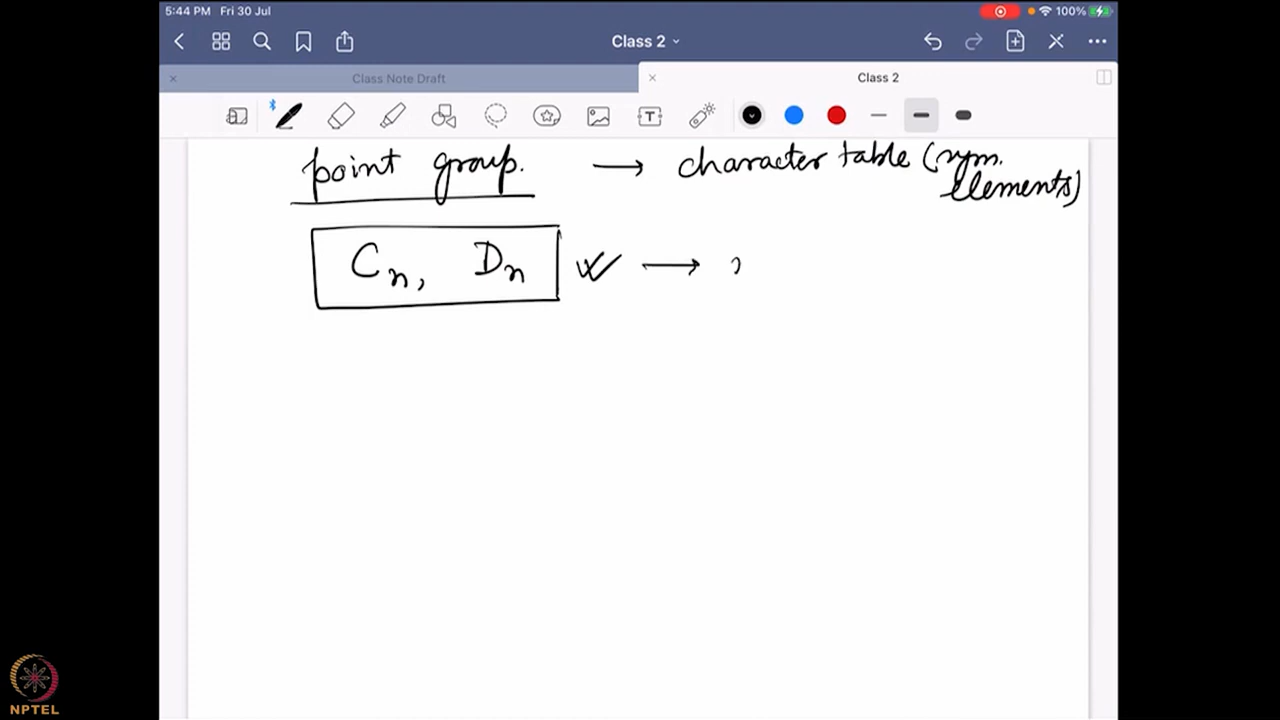 5:44 PM Fri 30 Jul 100%
Class 2
Class Note Draft Class 2
point group. → character table (sym.
elements)
Cn, Dn →
NPTEL